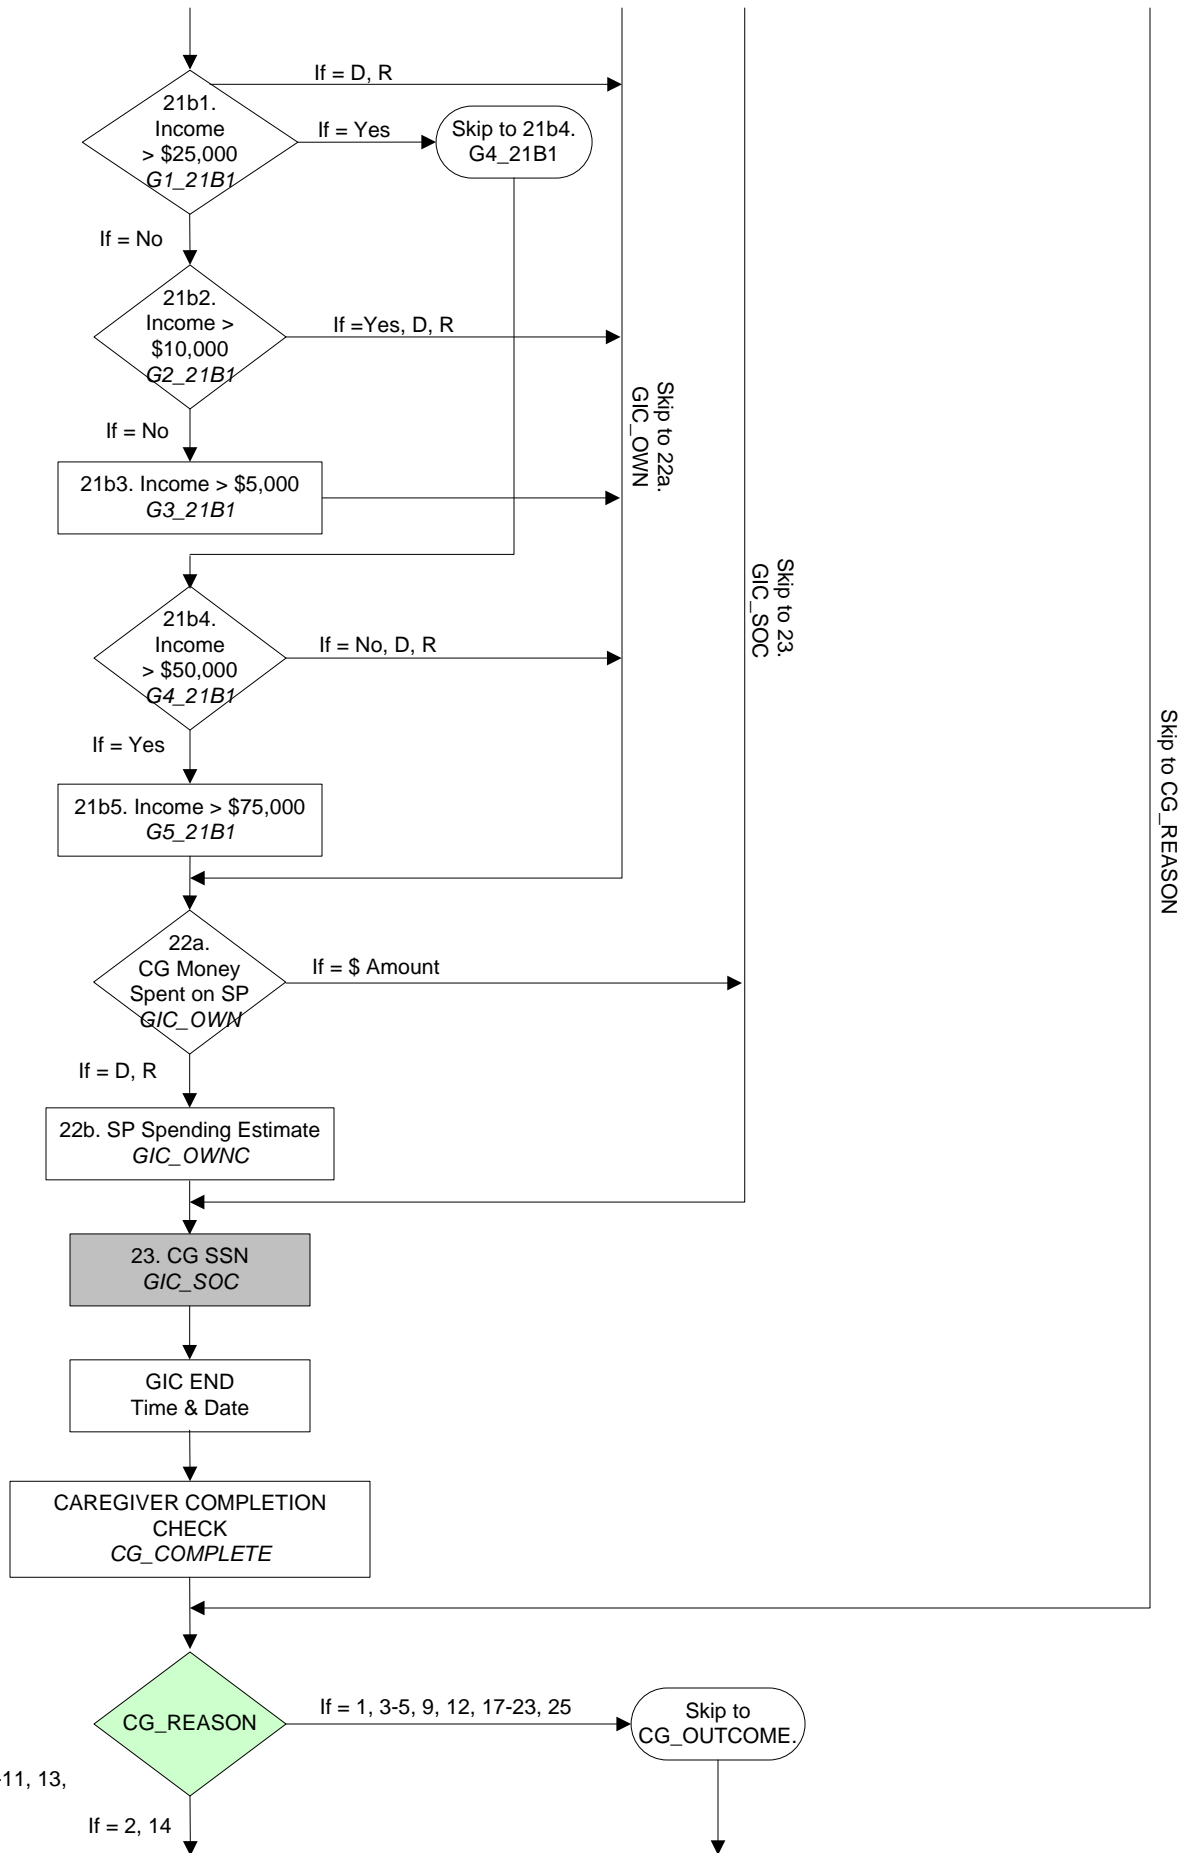 If = D, R
21b1.
Income
> $25,000
G1_21B1
If = Yes
Skip to 21b4.
G4_21B1
If = No
21b2.
Income >
$10,000
G2_21B1
If =Yes, D, R
If = No
Skip to 22a.
GIC_OWN
21b3. Income > $5,000
G3_21B1
Skip to 23.
GIC_SOC
21b4.
Income
> $50,000
G4_21B1
If = No, D, R
If = Yes
Skip to CG_REASON
21b5. Income > $75,000
G5_21B1
22a.
CG Money
Spent on SP
GIC_OWN
If = $ Amount
If = D, R
22b. SP Spending Estimate
GIC_OWNC
23. CG SSN
GIC_SOC
GIC END
Time & Date
CAREGIVER COMPLETION
CHECK
CG_COMPLETE
CG_REASON
If = 1, 3-5, 9, 12, 17-23, 25
Skip to
CG_OUTCOME.
-11, 13,
If = 2, 14